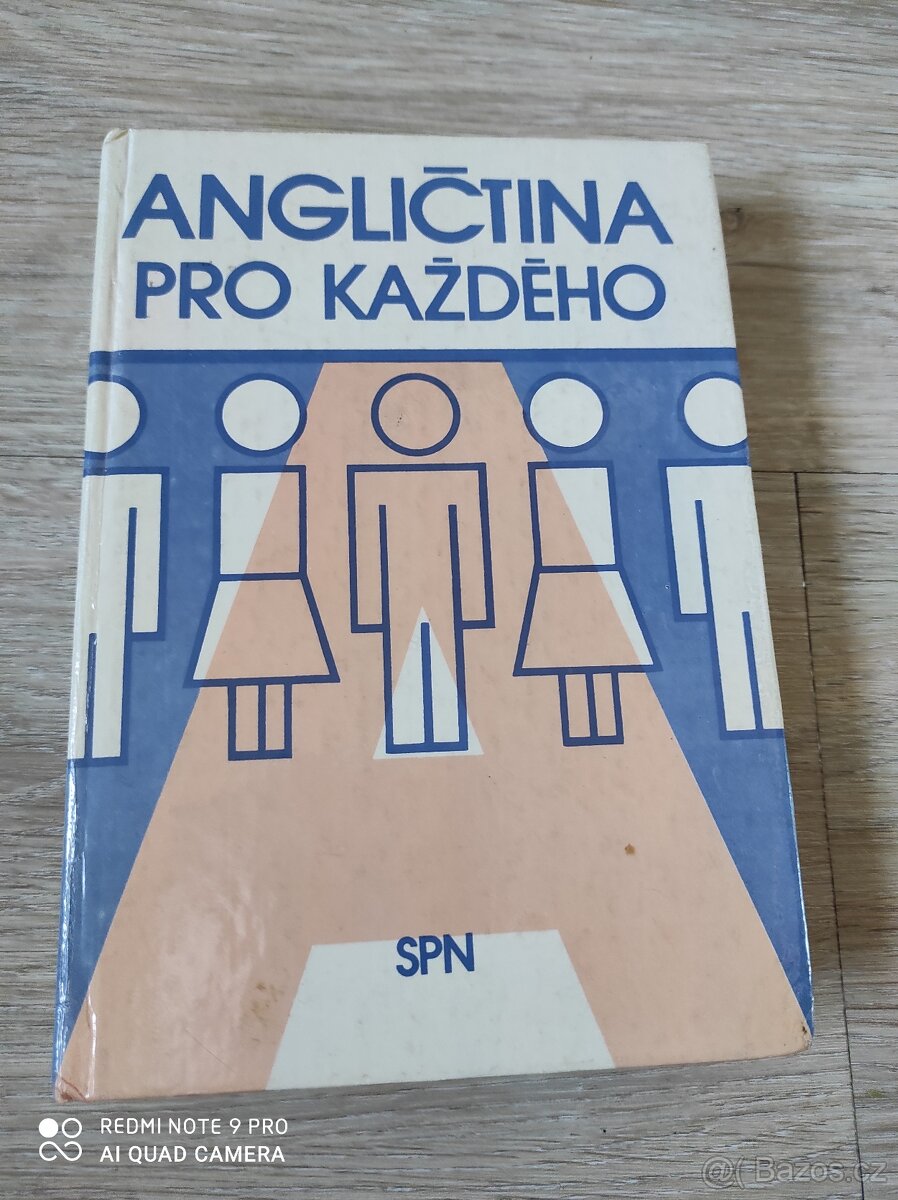 ANGLIČTINA
PRO KAŽDÉHO
SPN
REDMI NOTE 9 PRO
AI QUAD CAMERA
@( Bazos.cz